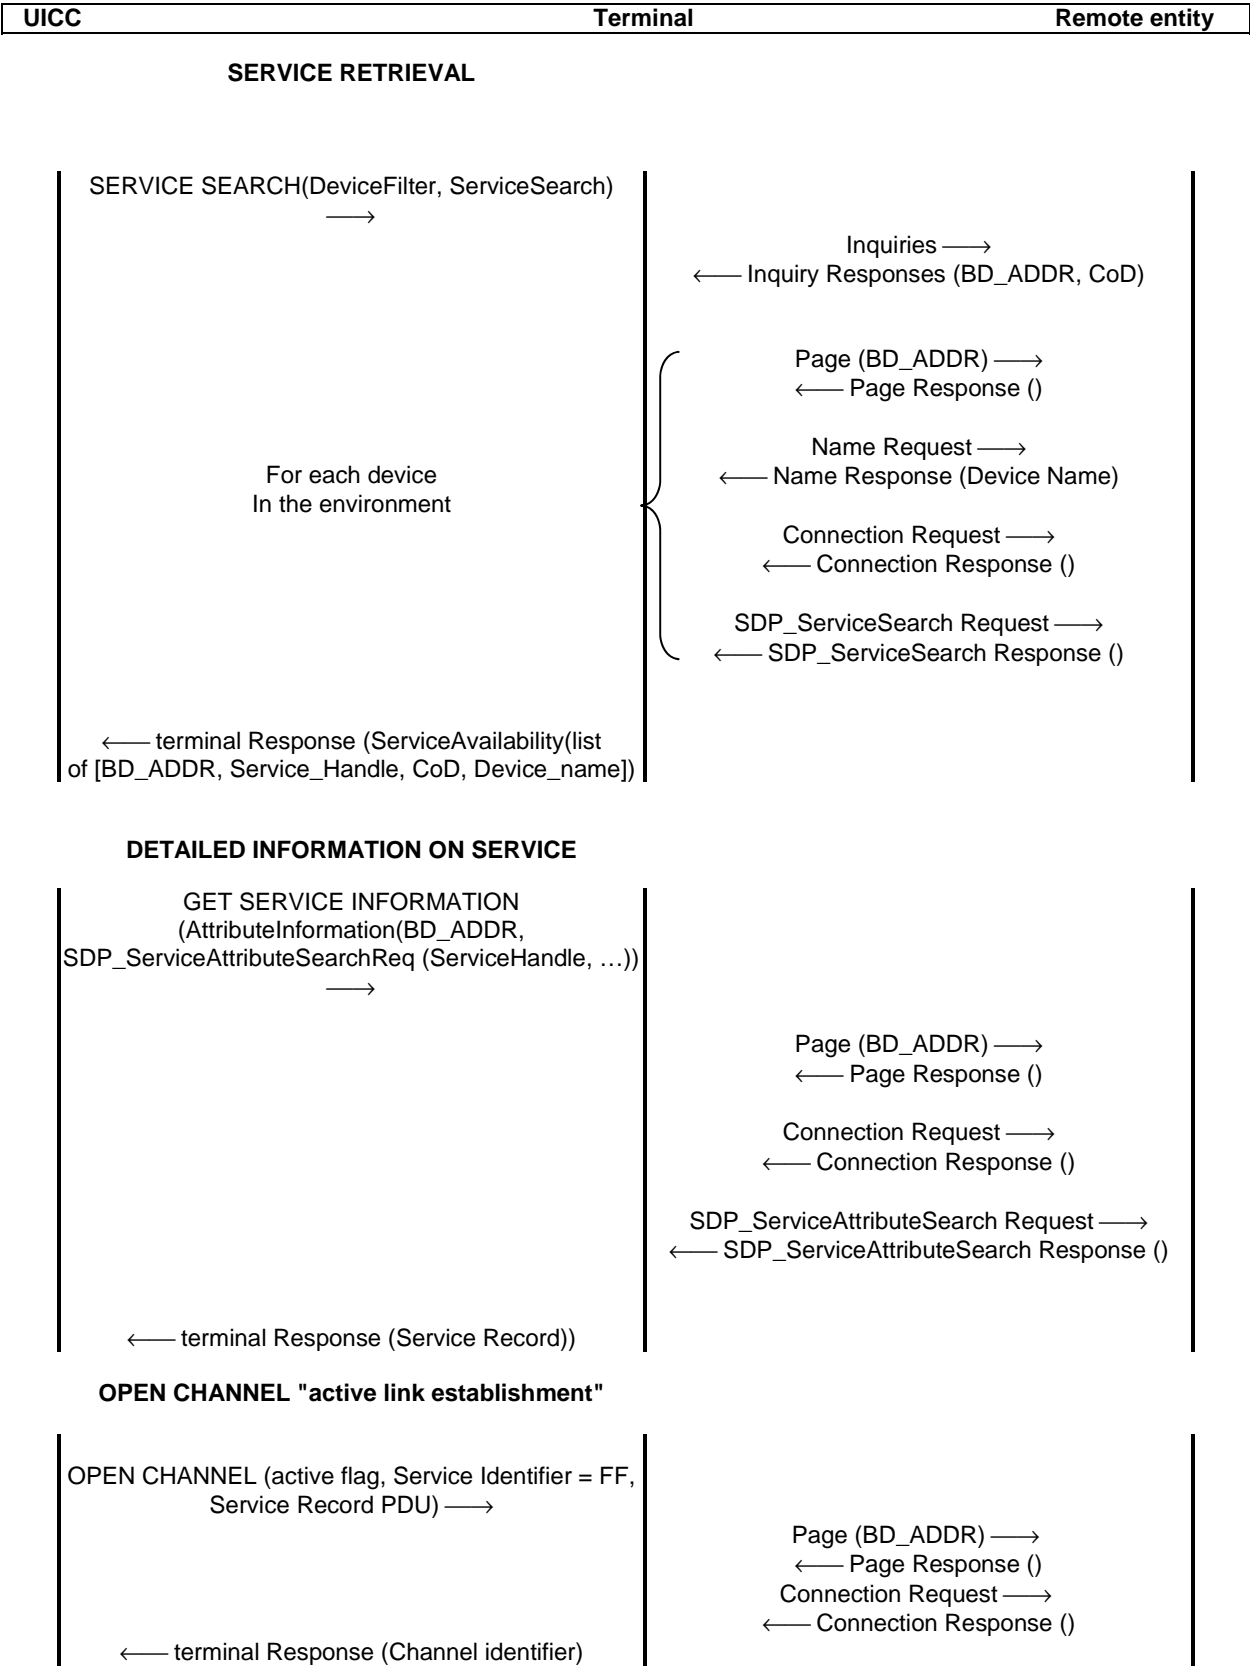 UICC Terminal Remote entity
SERVICE RETRIEVAL
SERVICE SEARCH(DeviceFilter, ServiceSearch)
⟶
Inquiries ⟶
⟵ Inquiry Responses (BD_ADDR, CoD)
Page (BD_ADDR) ⟶
⟵ Page Response ()
Name Request ⟶
⟵ Name Response (Device Name)
For each device
In the environment
Connection Request ⟶
⟵ Connection Response ()
SDP_ServiceSearch Request ⟶
⟵ SDP_ServiceSearch Response ()
⟵ terminal Response (ServiceAvailability(list
of [BD_ADDR, Service_Handle, CoD, Device_name])
DETAILED INFORMATION ON SERVICE
GET SERVICE INFORMATION
(AttributeInformation(BD_ADDR,
SDP_ServiceAttributeSearchReq (ServiceHandle, …))
⟶
Page (BD_ADDR) ⟶
⟵ Page Response ()
Connection Request ⟶
⟵ Connection Response ()
SDP_ServiceAttributeSearch Request ⟶
⟵ SDP_ServiceAttributeSearch Response ()
⟵ terminal Response (Service Record))
OPEN CHANNEL "active link establishment"
OPEN CHANNEL (active flag, Service Identifier = FF,
Service Record PDU) ⟶
Page (BD_ADDR) ⟶
⟵ Page Response ()
Connection Request ⟶
⟵ Connection Response ()
⟵ terminal Response (Channel identifier)